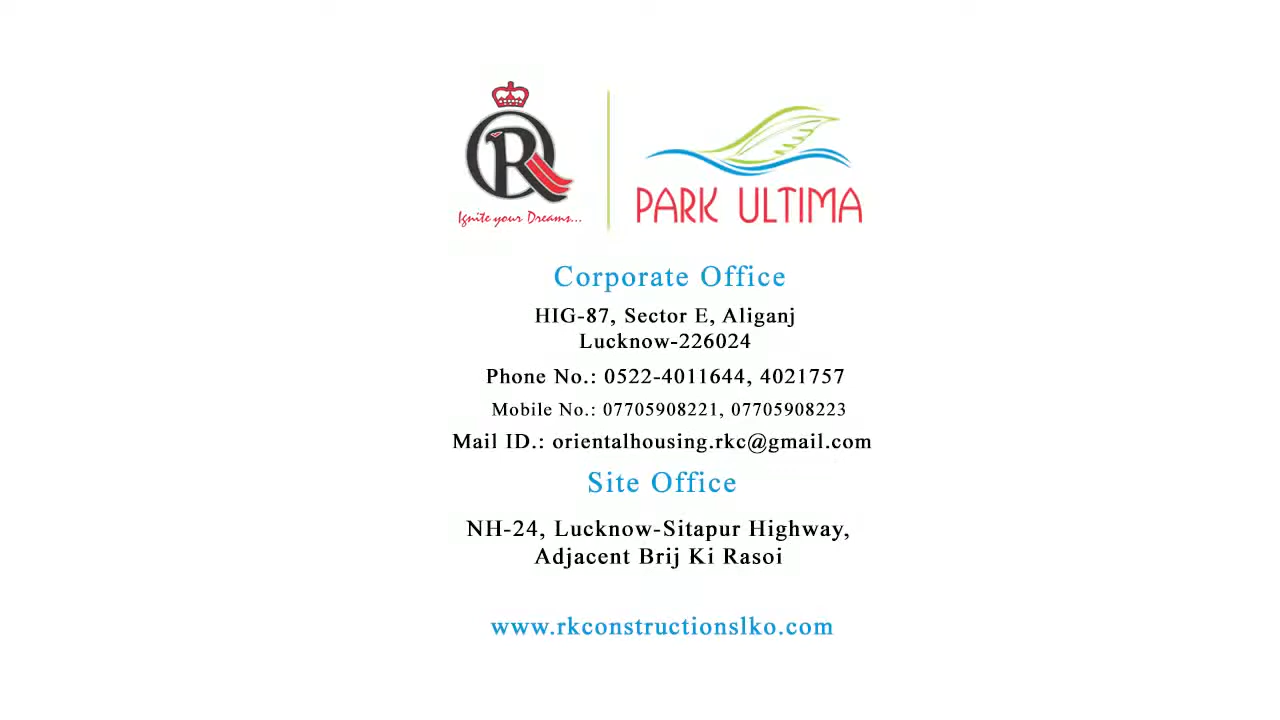 R
Ignite your Dreams...
PARK ULTIMA
Corporate Office
HIG-87, Sector E, Aliganj
Lucknow-226024
Phone No.: 0522-4011644, 4021757
Mobile No.: 07705908221, 07705908223
Mail ID.: orientalhousing.rkc@gmail.com
Site Office
NH-24, Lucknow-Sitapur Highway,
Adjacent Brij Ki Rasoi
www.rkconstructionslko.com